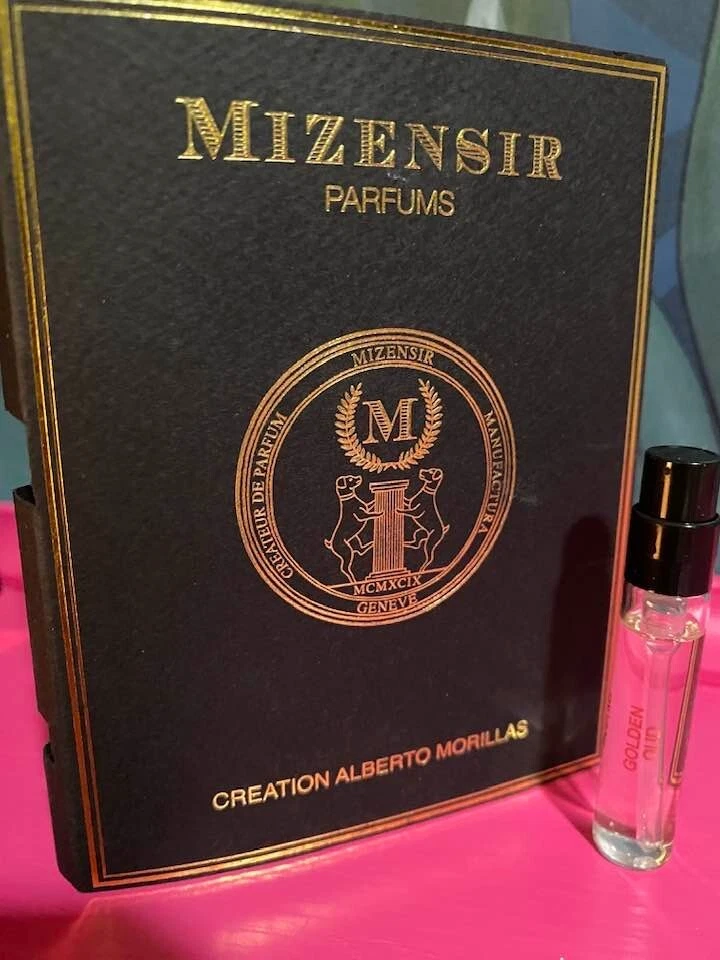 MIZENSIR
PARFUMS
MIZENSIR
CREATEUR DE PARFUM
MANUFACTURA
M
MCMXCIX
GENEVE
CREATION ALBERTO MORILLAS
GOLDEN
OUD